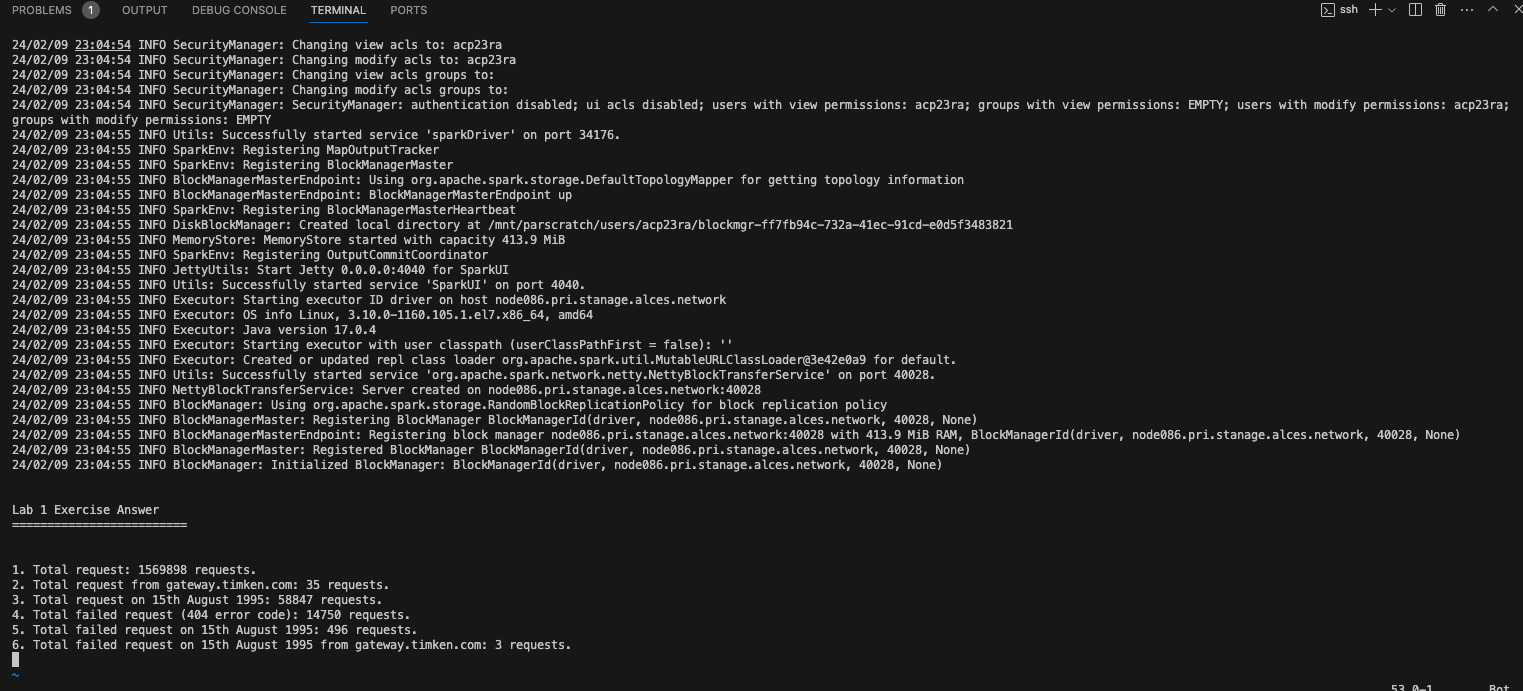 PROBLEMS 1 OUTPUT DEBUG CONSOLE TERMINAL PORTS ssh
24/02/09 23:04:54 INFO SecurityManager: Changing view acls to: acp23ra
24/02/09 23:04:54 INFO SecurityManager: Changing modify acls to: acp23ra
24/02/09 23:04:54 INFO SecurityManager: Changing view acls groups to:
24/02/09 23:04:54 INFO SecurityManager: Changing modify acls groups to:
24/02/09 23:04:54 INFO SecurityManager: SecurityManager: authentication disabled; ui acls disabled; users with view permissions: acp23ra; groups with view permissions: EMPTY; users with modify permissions: acp23ra;
groups with modify permissions: EMPTY
24/02/09 23:04:55 INFO Utils: Successfully started service 'sparkDriver' on port 34176.
24/02/09 23:04:55 INFO SparkEnv: Registering MapOutputTracker
24/02/09 23:04:55 INFO SparkEnv: Registering BlockManagerMaster
24/02/09 23:04:55 INFO BlockManagerMasterEndpoint: Using org.apache.spark.storage.DefaultTopologyMapper for getting topology information
24/02/09 23:04:55 INFO BlockManagerMasterEndpoint: BlockManagerMasterEndpoint up
24/02/09 23:04:55 INFO SparkEnv: Registering BlockManagerMasterHeartbeat
24/02/09 23:04:55 INFO DiskBlockManager: Created local directory at /mnt/parscratch/users/acp23ra/blockmgr-ff7fb94c-732a-41ec-91cd-e0d5f3483821
24/02/09 23:04:55 INFO MemoryStore: MemoryStore started with capacity 413.9 MiB
24/02/09 23:04:55 INFO SparkEnv: Registering OutputCommitCoordinator
24/02/09 23:04:55 INFO JettyUtils: Start Jetty 0.0.0.0:4040 for SparkUI
24/02/09 23:04:55 INFO Utils: Successfully started service 'SparkUI' on port 4040.
24/02/09 23:04:55 INFO Executor: Starting executor ID driver on host node086.pri.stanage.alces.network
24/02/09 23:04:55 INFO Executor: OS info Linux, 3.10.0-1160.105.1.el7.x86_64, amd64
24/02/09 23:04:55 INFO Executor: Java version 17.0.4
24/02/09 23:04:55 INFO Executor: Starting executor with user classpath (userClassPathFirst = false): ''
24/02/09 23:04:55 INFO Executor: Created or updated repl class loader org.apache.spark.util.MutableURLClassLoader@3e42e0a9 for default.
24/02/09 23:04:55 INFO Utils: Successfully started service 'org.apache.spark.network.netty.NettyBlockTransferService' on port 40028.
24/02/09 23:04:55 INFO NettyBlockTransferService: Server created on node086.pri.stanage.alces.network:40028
24/02/09 23:04:55 INFO BlockManager: Using org.apache.spark.storage.RandomBlockReplicationPolicy for block replication policy
24/02/09 23:04:55 INFO BlockManagerMaster: Registering BlockManager BlockManagerId(driver, node086.pri.stanage.alces.network, 40028, None)
24/02/09 23:04:55 INFO BlockManagerMasterEndpoint: Registering block manager node086.pri.stanage.alces.network:40028 with 413.9 MiB RAM, BlockManagerId(driver, node086.pri.stanage.alces.network, 40028, None)
24/02/09 23:04:55 INFO BlockManagerMaster: Registered BlockManager BlockManagerId(driver, node086.pri.stanage.alces.network, 40028, None)
24/02/09 23:04:55 INFO BlockManager: Initialized BlockManager: BlockManagerId(driver, node086.pri.stanage.alces.network, 40028, None)
Lab 1 Exercise Answer
=========================
1. Total request: 1569898 requests.
2. Total request from gateway.timken.com: 35 requests.
3. Total request on 15th August 1995: 58847 requests.
4. Total failed request (404 error code): 14750 requests.
5. Total failed request on 15th August 1995: 496 requests.
6. Total failed request on 15th August 1995 from gateway.timken.com: 3 requests.
~
53,0-1 Bot